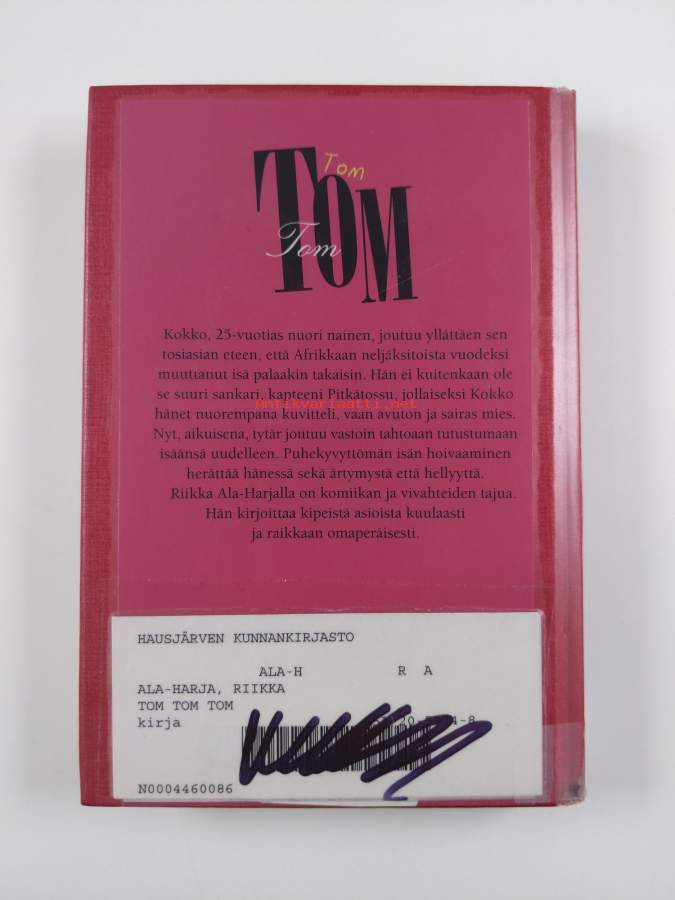 Tom
TOM
Tom
Kokko, 25-vuotias nuori nainen, joutuu yllättäen sen
tosiasian eteen, että Afrikkaan neljäksitoista vuodeksi
muuttanut isä palaakin takaisin. Hän ei kuitenkaan ole
se suuri sankari, kapteeni Pitkätossu, jollaiseksi Kokko
antikvariaatti.net
hänet nuorempana kuvitteli, vaan avuton ja sairas mies.
Nyt, aikuisena, tytär joutuu vastoin tahtoaan tutustumaan
isäänsä uudelleen. Puhekyvyttömän isän hoivaaminen
herättää hänessä sekä ärtymystä että hellyyttä.
Riikka Ala-Harjalla on komiikan ja vivahteiden tajua.
Hän kirjoittaa kipeistä asioista kuulaasti
ja raikkaan omaperäisesti.
HAUSJÄRVEN KUNNANKIRJASTO
ALA-H R A
ALA-HARJA, RIIKKA
TOM TOM TOM
kirja
N0004460086